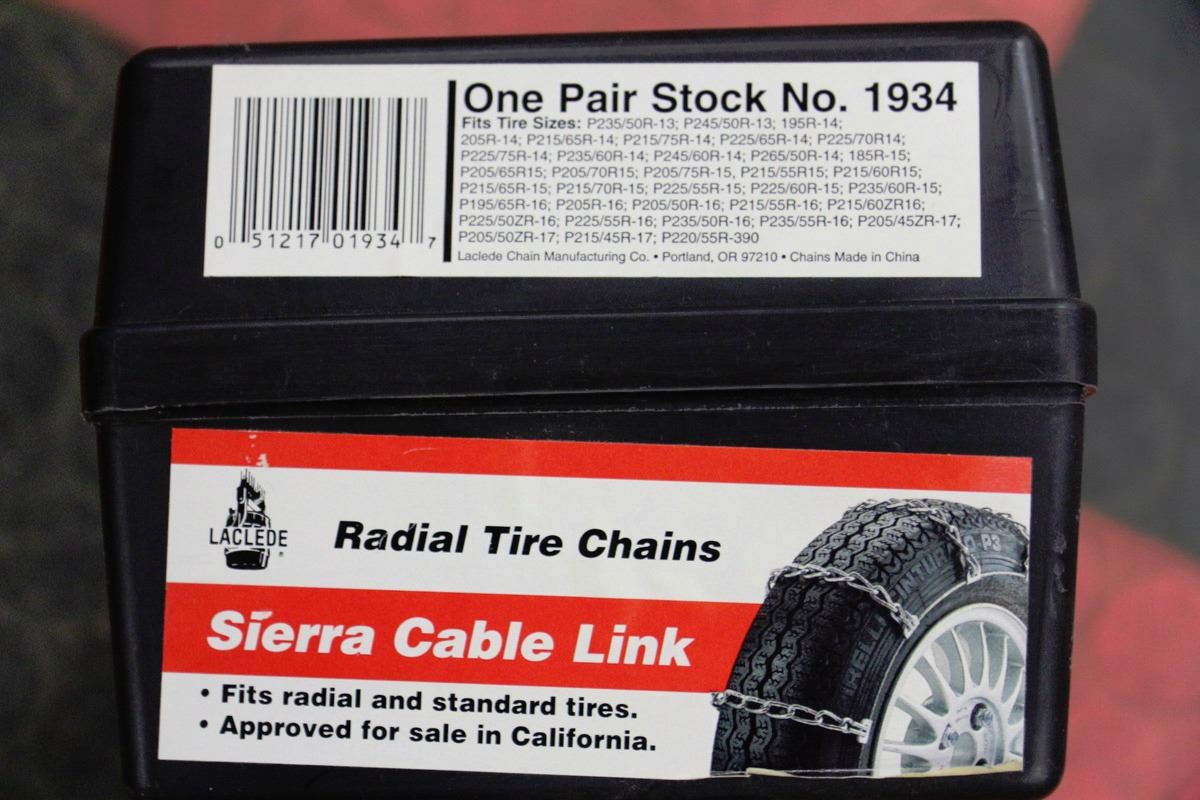 One Pair Stock No. 1934
Fits Tire Sizes: P235/50R-13; P245/50R-13; 195R-14;
205R-14; P215/65R-14; P215/75R-14; P225/65R-14; P225/70R14;
P225/75R-14; P235/60R-14; P245/60R-14; P265/50R-14; 185R-15;
P205/65R15; P205/70R15; P205/75R-15, P215/55R15; P215/60R15;
P215/65R-15; P215/70R-15; P225/55R-15; P225/60R-15; P235/60R-15;
P195/65R-16; P205R-16; P205/50R-16; P215/55R-16; P215/60ZR16;
P225/50ZR-16; P225/55R-16; P235/50R-16; P235/55R-16; P205/45ZR-17;
P205/50ZR-17; P215/45R-17; P220/55R-390
Laclede Chain Manufacturing Co. • Portland, OR 97210 • Chains Made in China
0 51217 01934 7
LACLEDE
®
Radial Tire Chains
Sierra Cable Link
• Fits radial and standard tires.
• Approved for sale in California.
P3